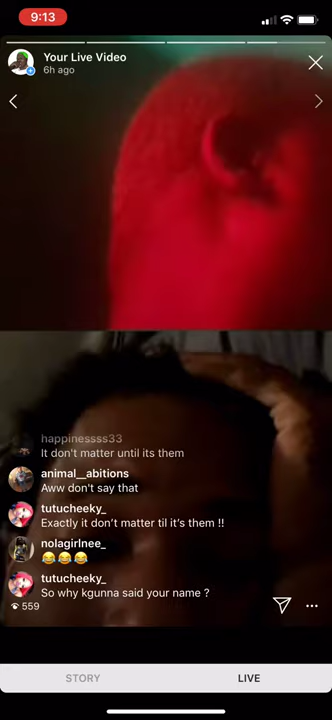 9:13
Your Live Video
6h ago
happinessss33
It don't matter until its them
animal__abitions
Aww don't say that
tutucheeky_
Exactly it don’t matter til it’s them !!
nolagirlnee_
😂😂😂
tutucheeky_
So why kgunna said your name ?
559
STORY LIVE